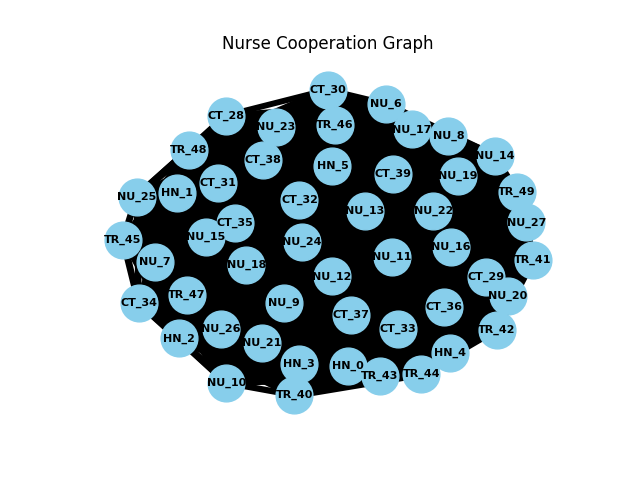 Nurse Cooperation Graph
CT_30
NU_6
CT_28
NU_23
TR_46
NU_17
NU_8
TR_48
CT_38
HN_5
NU_14
CT_39
NU_19
CT_31
HN_1
TR_49
NU_25
CT_32
NU_13
NU_22
CT_35
NU_27
NU_15
TR_45
NU_24
NU_16
NU_11
TR_41
NU_7
NU_18
NU_12
CT_29
TR_47
NU_20
CT_34
NU_9
CT_36
CT_37
NU_26
CT_33
TR_42
HN_2
NU_21
HN_4
HN_3
HN_0
TR_43
TR_44
NU_10
TR_40